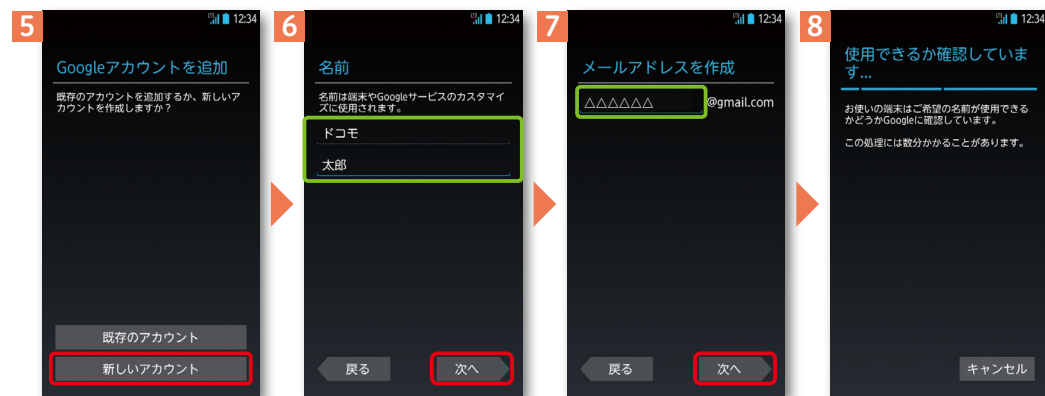 5
LTE 12:34
Googleアカウントを追加
既存のアカウントを追加するか、新しいア
カウントを作成しますか？
既存のアカウント
新しいアカウント
6
LTE 12:34
名前
名前は端末やGoogleサービスのカスタマイ
ズに使用されます。
ドコモ
太郎
戻る
次へ
7
LTE 12:34
メールアドレスを作成
△△△△△△ @gmail.com
戻る
次へ
8
LTE 12:34
使用できるか確認していま
す...
お使いの端末はご希望の名前が使用できる
かどうかGoogleに確認しています。
この処理には数分かかることがあります。
キャンセル